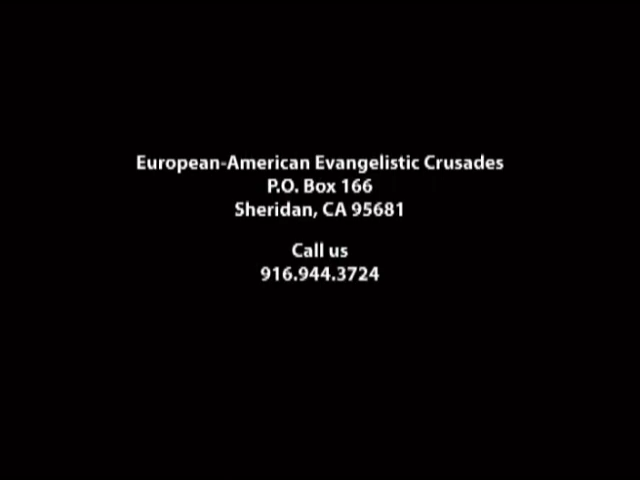 European-American Evangelistic Crusades
P.O. Box 166
Sheridan, CA 95681
Call us
916.944.3724